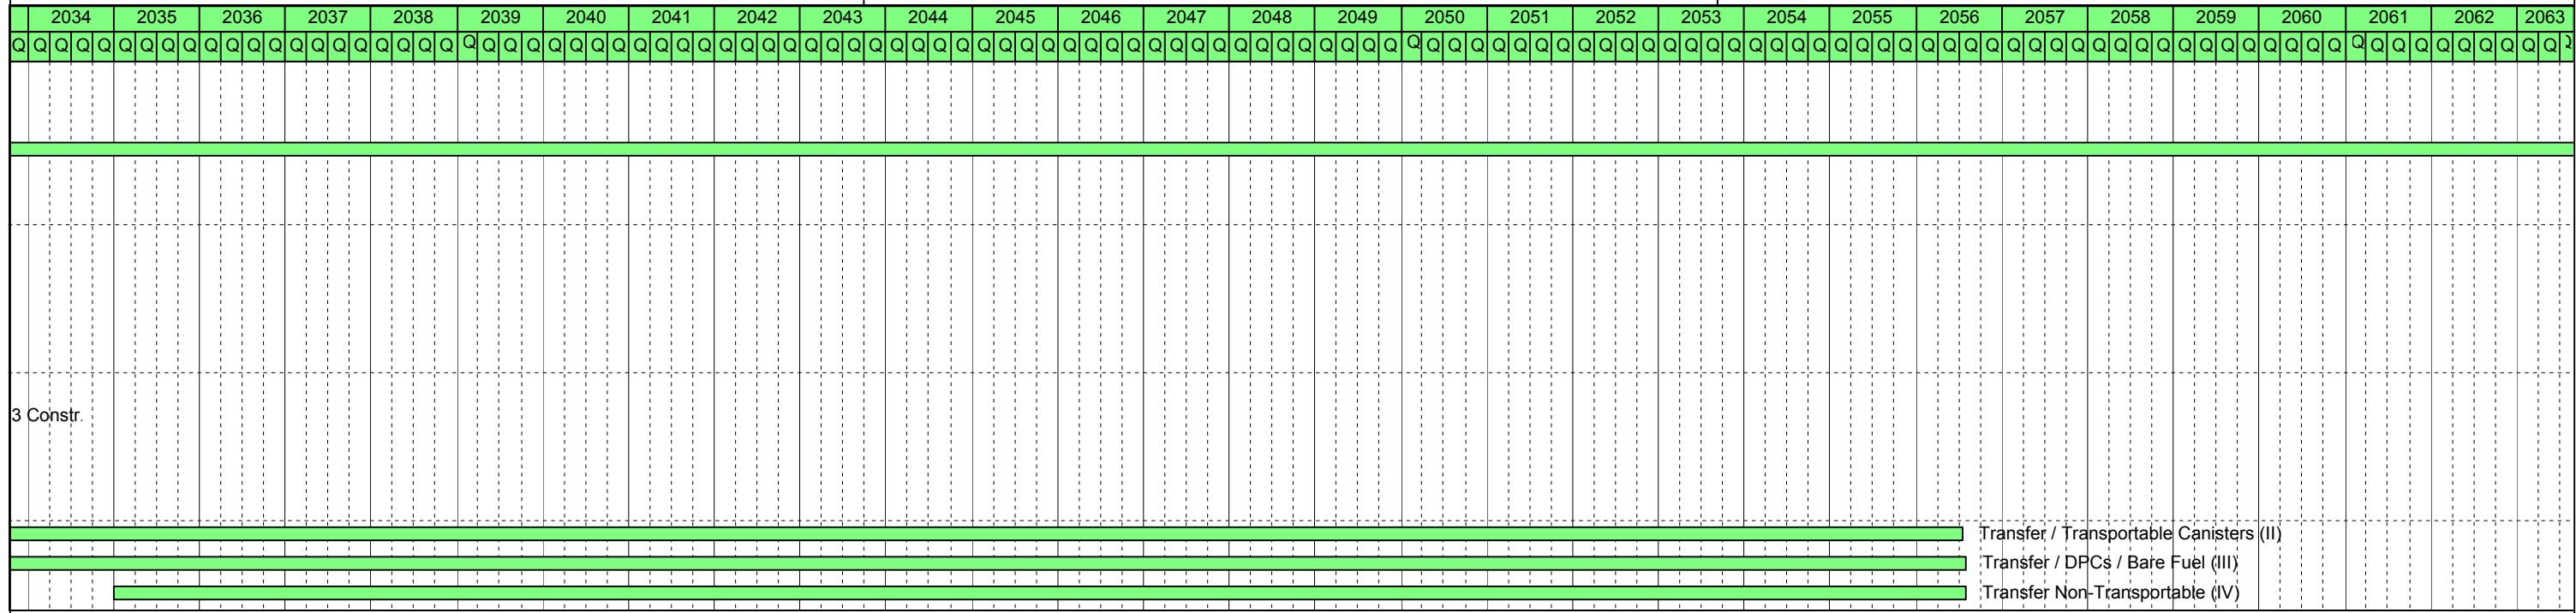 2034 2035 2036 2037 2038 2039 2040 2041 2042 2043 2044 2045 2046 2047 2048 2049 2050 2051 2052 2053 2054 2055 2056 2057 2058 2059 2060 2061 2062 2063
Q Q Q Q Q Q Q Q Q Q Q Q Q Q Q Q Q Q Q Q Q Q Q Q Q Q Q Q Q Q Q Q Q Q Q Q Q Q Q Q Q Q Q Q Q Q Q Q Q Q Q Q Q Q Q Q Q Q Q Q Q Q Q Q Q Q Q Q Q Q Q Q Q Q Q Q Q Q Q Q Q Q Q Q Q Q Q Q Q Q Q Q Q Q Q Q Q Q Q Q Q Q Q Q Q Q Q Q Q Q Q Q Q Q Q Q Q Q Q
3 Constr.
Transfer / Transportable Canisters (II)
Transfer / DPCs / Bare Fuel (III)
Transfer Non-Transportable (IV)